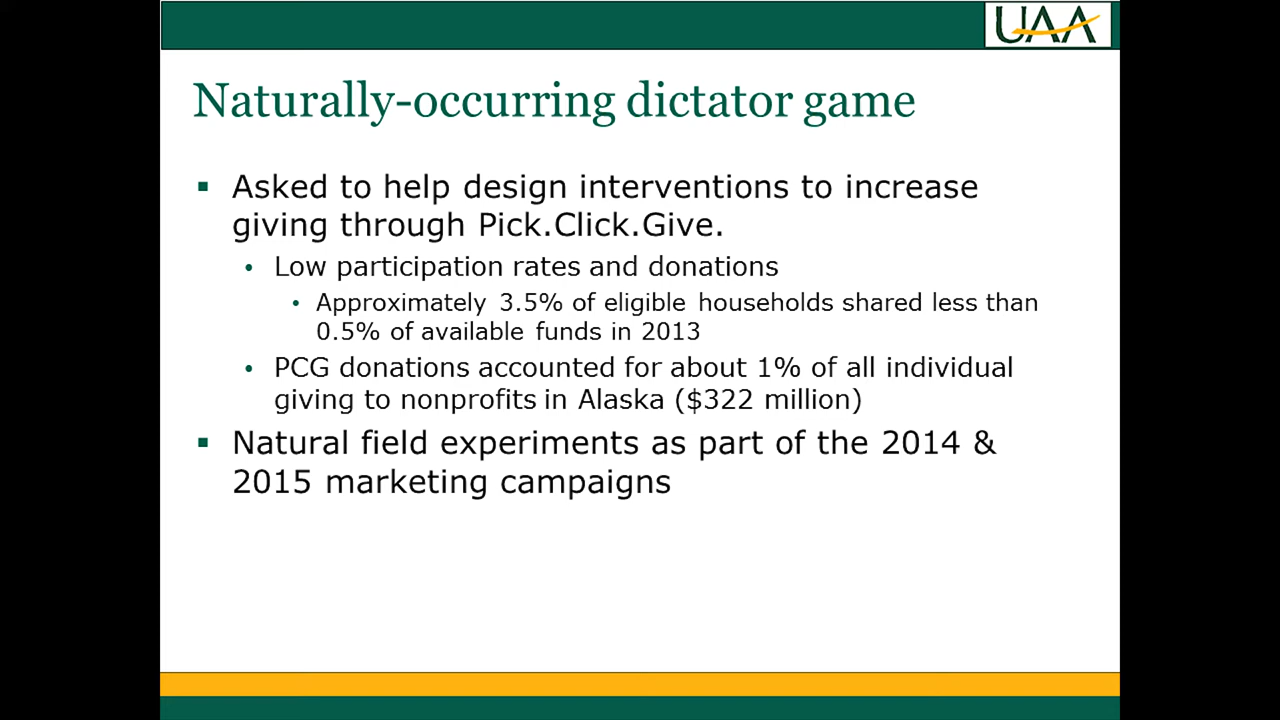 UAA
Naturally-occurring dictator game
▪ Asked to help design interventions to increase
giving through Pick.Click.Give.
• Low participation rates and donations
• Approximately 3.5% of eligible households shared less than
0.5% of available funds in 2013
• PCG donations accounted for about 1% of all individual
giving to nonprofits in Alaska ($322 million)
▪ Natural field experiments as part of the 2014 &
2015 marketing campaigns